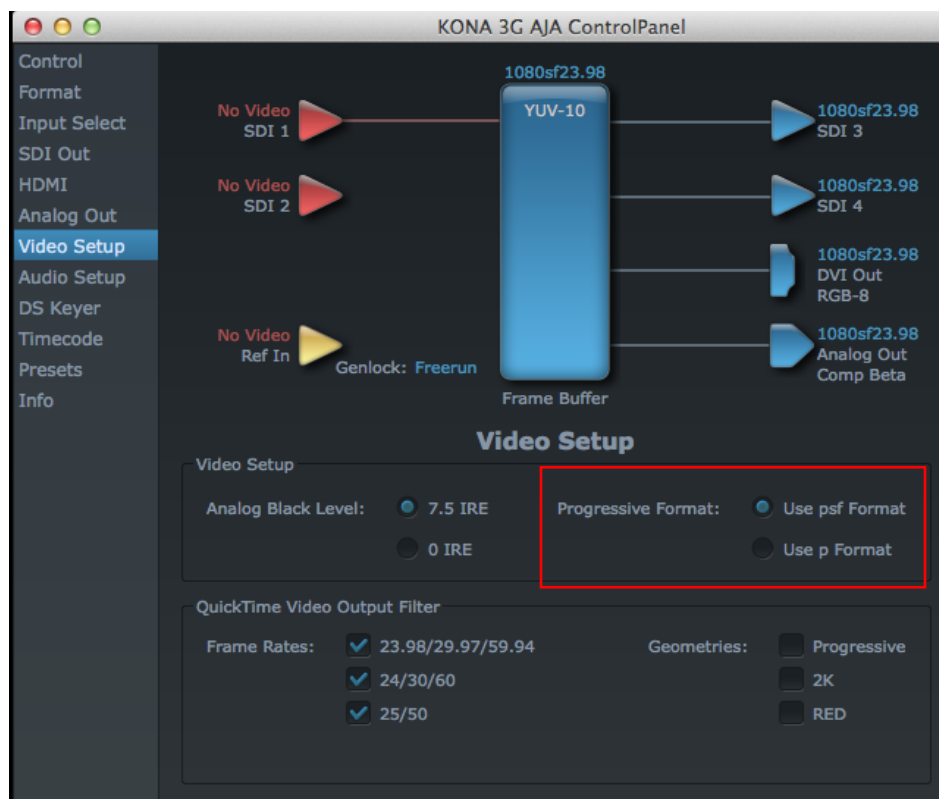 KONA 3G AJA ControlPanel
Control
Format
Input Select
SDI Out
HDMI
Analog Out
Video Setup
Audio Setup
DS Keyer
Timecode
Presets
Info
1080sf23.98
YUV-10
No Video
SDI 1
No Video
SDI 2
No Video
Ref In
Genlock: Freerun
Frame Buffer
1080sf23.98
SDI 3
1080sf23.98
SDI 4
1080sf23.98
DVI Out
RGB-8
1080sf23.98
Analog Out
Comp Beta
Video Setup
Video Setup
Analog Black Level: 7.5 IRE
0 IRE
Progressive Format: Use psf Format
Use p Format
QuickTime Video Output Filter
Frame Rates: 23.98/29.97/59.94
24/30/60
25/50
Geometries: Progressive
2K
RED